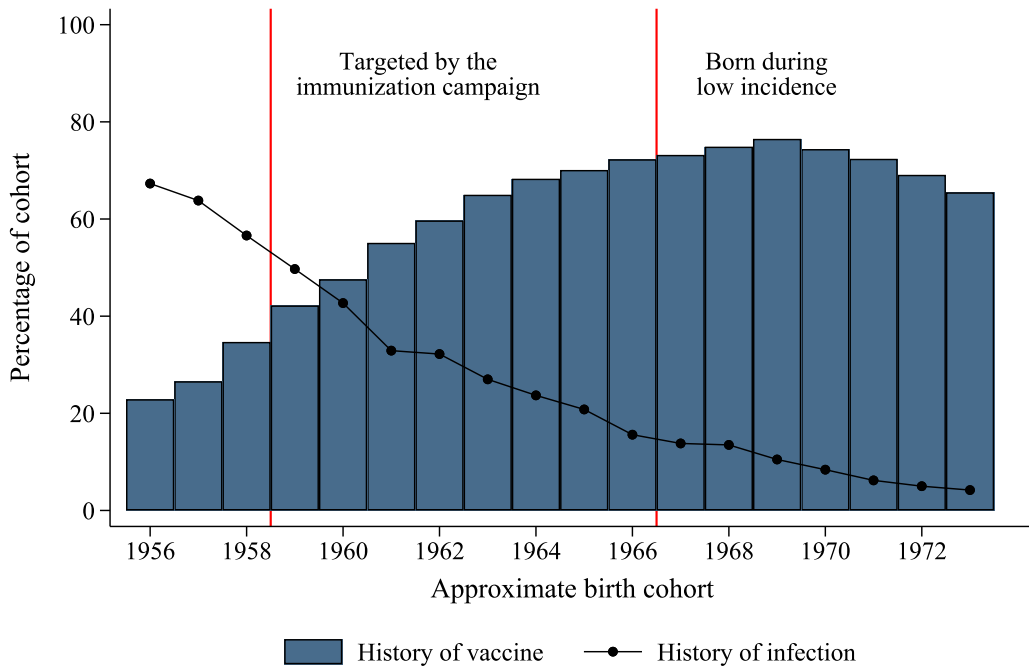 100
80
60
40
20
0
Percentage of cohort
Targeted by the
immunization campaign
Born during
low incidence
1956 1958 1960 1962 1964 1966 1968 1970 1972
Approximate birth cohort
History of vaccine History of infection